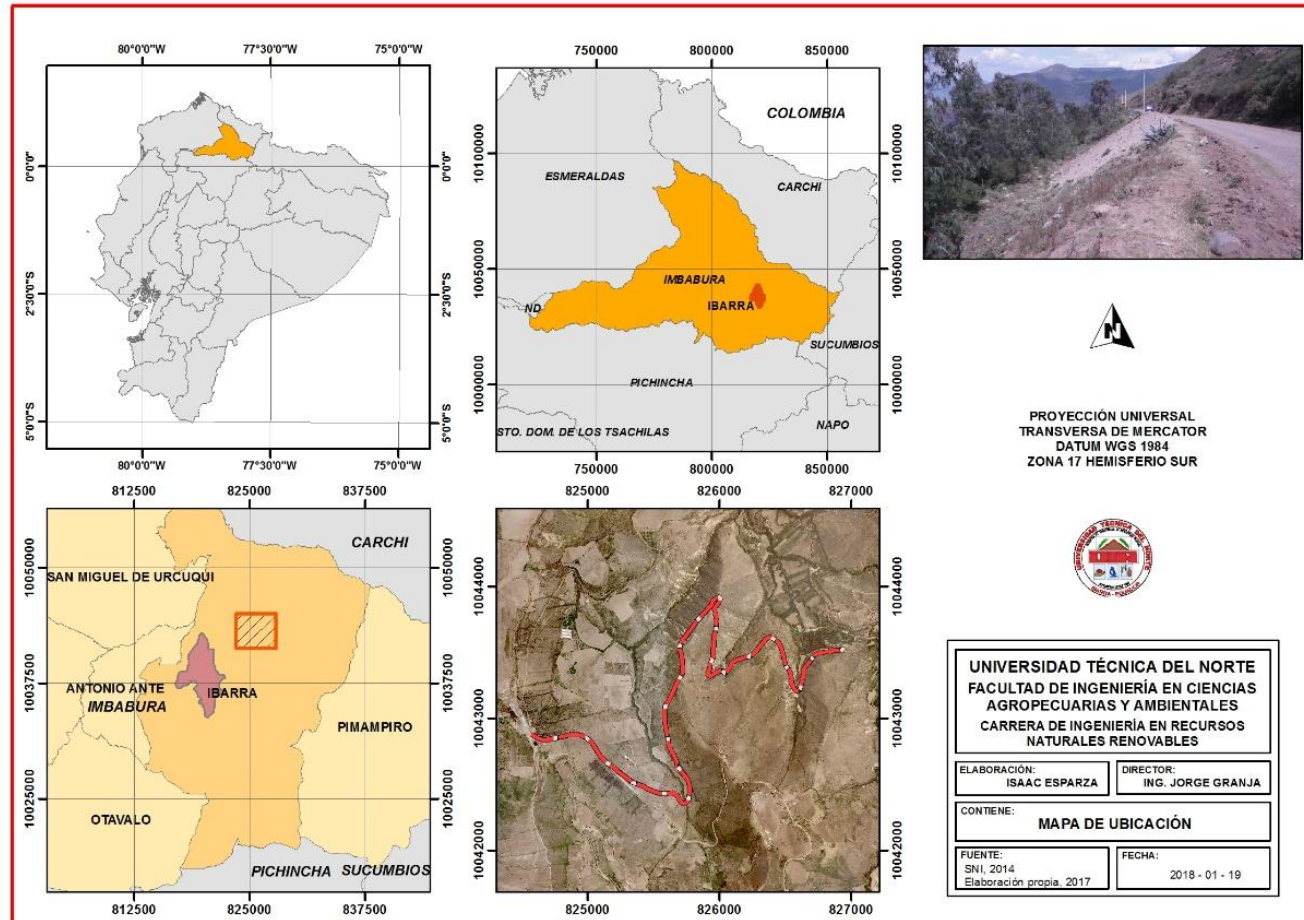 80°0'0"W 77°30'0"W 75°0'0"W
0°0'0"
2°30'0"S
5°0'0"S
0°0'0"
2°30'0"S
5°0'0"S
80°0'0"W 77°30'0"W 75°0'0"W
750000 800000 850000
10100000
10050000
10000000
COLOMBIA
ESMERALDAS
CARCHI
IMBABURA
ND
IBARRA
SUCUMBIOS
PICHINCHA
NAPO
STO. DOM. DE LOS TSACHILAS
10100000
10050000
10000000
750000 800000 850000
N
PROYECCIÓN UNIVERSAL
TRANSVERSA DE MERCATOR
DATUM WGS 1984
ZONA 17 HEMISFERIO SUR
812500 825000 837500
10050000
10037500
10025000
CARCHI
SAN MIGUEL DE URCUQUI
ANTONIO ANTE
IBARRA
IMBABURA
PIMAMPIRO
OTAVALO
PICHINCHA SUCUMBIOS
10050000
10037500
10025000
812500 825000 837500
825000 826000 827000
10044000
10043000
10042000
10044000
10043000
10042000
825000 826000 827000
UNIVERSIDAD TÉCNICA DEL NORTE
IBARRA - ECUADOR
UNIVERSIDAD TÉCNICA DEL NORTE
FACULTAD DE INGENIERÍA EN CIENCIAS
AGROPECUARIAS Y AMBIENTALES
CARRERA DE INGENIERÍA EN RECURSOS
NATURALES RENOVABLES
ELABORACIÓN:
ISAAC ESPARZA
DIRECTOR:
ING. JORGE GRANJA
CONTIENE:
MAPA DE UBICACIÓN
FUENTE:
SNI, 2014
Elaboración propia, 2017
FECHA:
2018 - 01 - 19